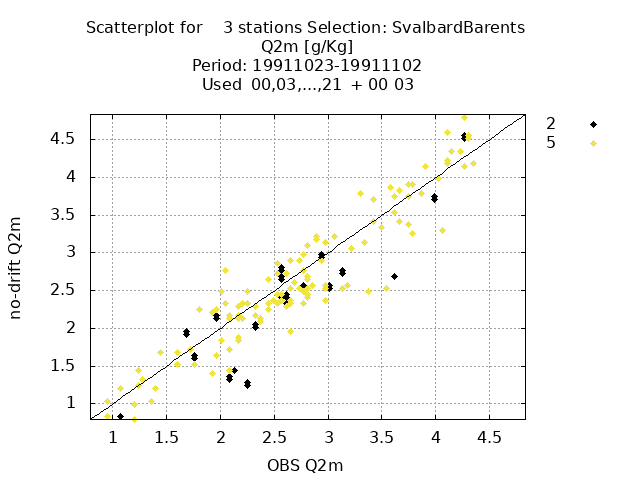 Scatterplot for    3 stations Selection: SvalbardBarents
Q2m [g/Kg]
Period: 19911023-19911102
Used  00,03,...,21  + 00 03
2
5
no-drift Q2m
4.5
4
3.5
3
2.5
2
1.5
1
1 1.5 2 2.5 3 3.5 4 4.5
OBS Q2m